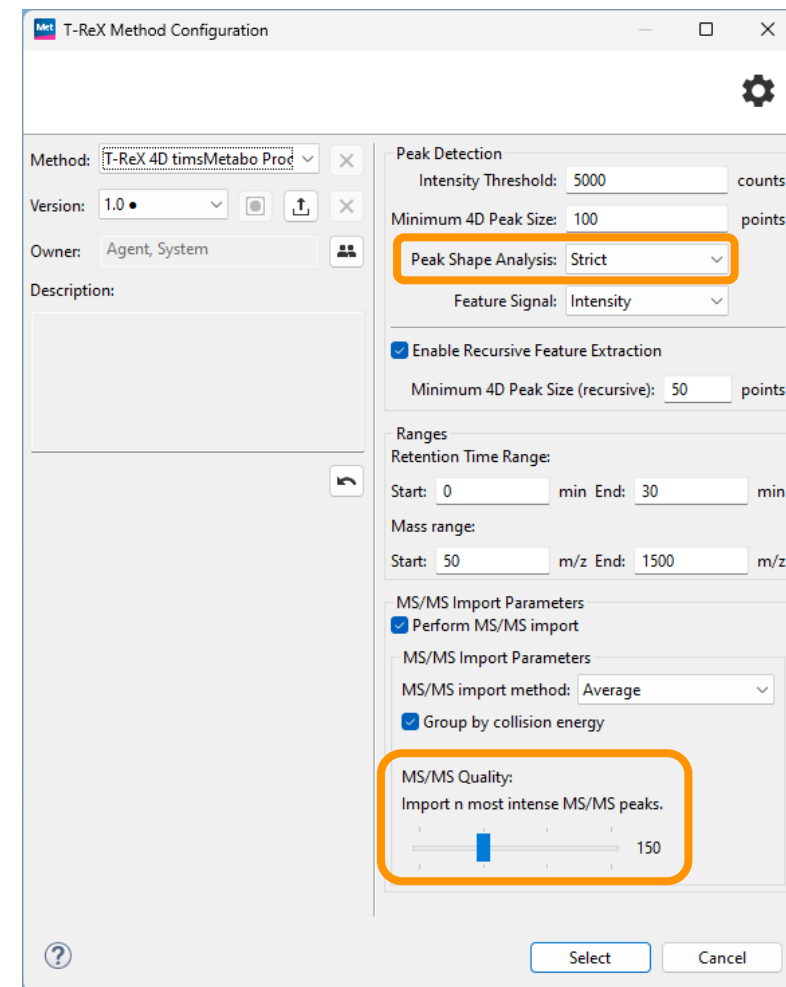 Met T-ReX Method Configuration
Method: T-ReX 4D timsMetabo Proc
Version: 1.0 •
Owner: Agent, System
Description:
Peak Detection
Intensity Threshold: 5000 counts
Minimum 4D Peak Size: 100 points
Peak Shape Analysis: Strict
Feature Signal: Intensity
Enable Recursive Feature Extraction
Minimum 4D Peak Size (recursive): 50 points
Ranges
Retention Time Range:
Start: 0 min End: 30 min
Mass range:
Start: 50 m/z End: 1500 m/z
MS/MS Import Parameters
Perform MS/MS import
MS/MS Import Parameters
MS/MS import method: Average
Group by collision energy
MS/MS Quality:
Import n most intense MS/MS peaks.
150
? Select Cancel